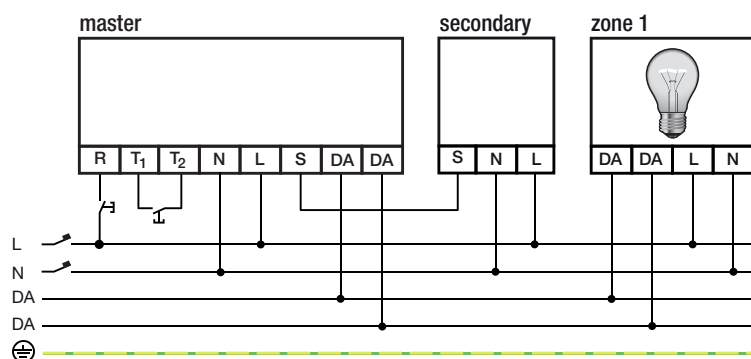 master secondary zone 1
R T₁ T₂ N L S DA DA S N L DA DA L N
L
N
DA
DA